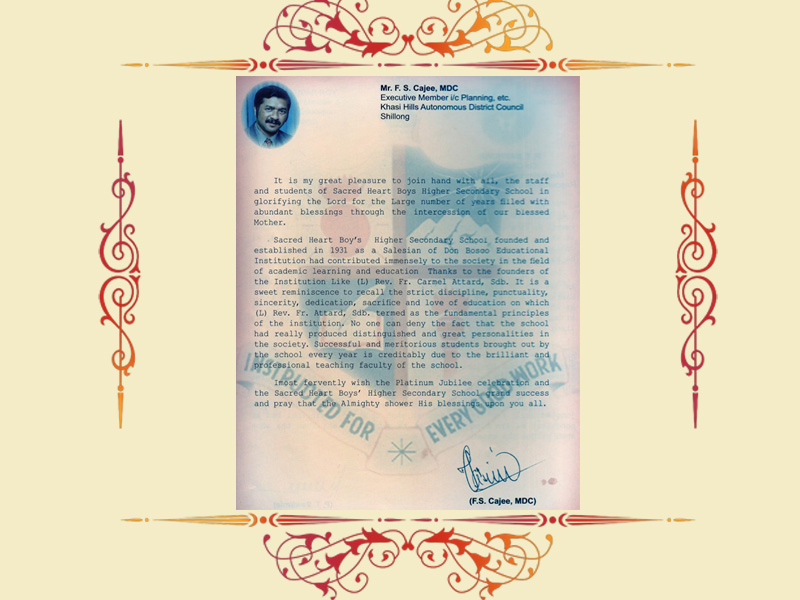 Mr. F. S. Cajee, MDC
Executive Member i/c Planning, etc.
Khasi Hills Autonomous District Council
Shillong
It is my great pleasure to join hand with all, the staff
and students of Sacred Heart Boys Higher Secondary School in
glorifying the Lord for the Large number of years filled with
abundant blessings through the intercession of our blessed
Mother.
Sacred Heart Boy's Higher Secondary School founded and
established in 1931 as a Salesian of Don Bosco Educational
Institution had contributed immensely to the society in the field
of academic learning and education Thanks to the founders of
the Institution Like (L) Rev. Fr. Carmel Attard, Sdb. It is a
sweet reminiscence to recall the strict discipline, punctuality,
sincerity, dedication, sacrifice and love of education on which
(L) Rev. Fr. Attard, Sdb. termed as the fundamental principles
of the institution. No one can deny the fact that the school
had really produced distinguished and great personalities in
the society. Successful and meritorious students brought out by
the school every year is creditably due to the brilliant and
professional teaching faculty of the school.
Imost fervently wish the Platinum Jubilee celebration and
the Sacred Heart Boys' Higher Secondary School grand success
and pray that the Almighty shower His blessings upon you all.
INSTRUCTED FOR EVERY GOOD WORK
(F.S. Cajee, MDC)